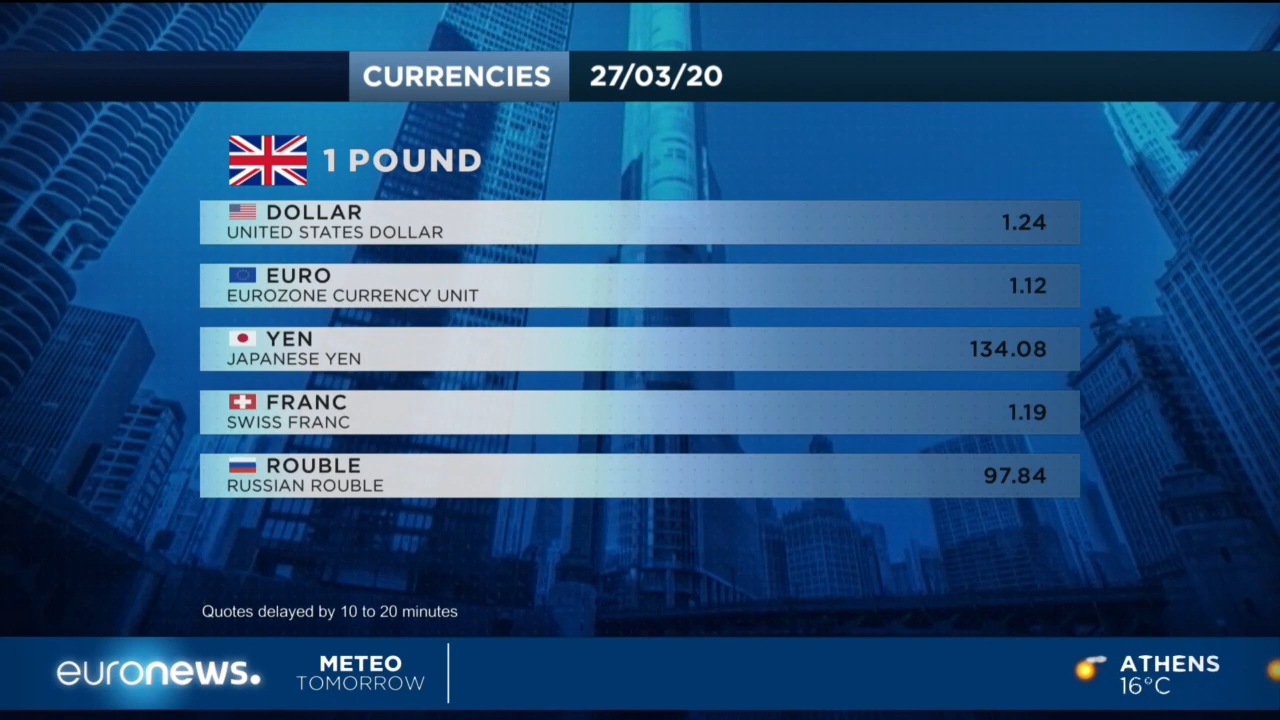 CURRENCIES 27/03/20
1 POUND
DOLLAR
UNITED STATES DOLLAR
1.24
EURO
EUROZONE CURRENCY UNIT
1.12
YEN
JAPANESE YEN
134.08
FRANC
SWISS FRANC
1.19
ROUBLE
RUSSIAN ROUBLE
97.84
Quotes delayed by 10 to 20 minutes
euronews.
METEO
TOMORROW
ATHENS
16°C